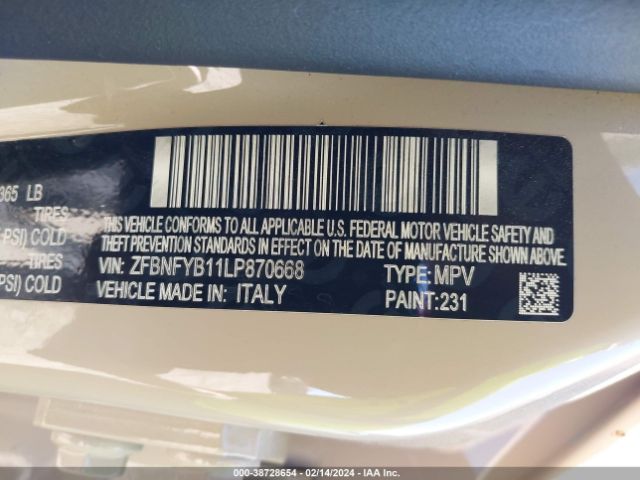 365 LB
TIRES
PSI) COLD
TIRES
PSI) COLD
THIS VEHICLE CONFORMS TO ALL APPLICABLE U.S. FEDERAL MOTOR VEHICLE SAFETY AND
THEFT PREVENTION STANDARDS IN EFFECT ON THE DATE OF MANUFACTURE SHOWN ABOVE.
VIN: ZFBNFYB11LP870668 TYPE: MPV
VEHICLE MADE IN: ITALY PAINT:231
000-38728654 - 02/14/2024 - IAA Inc.